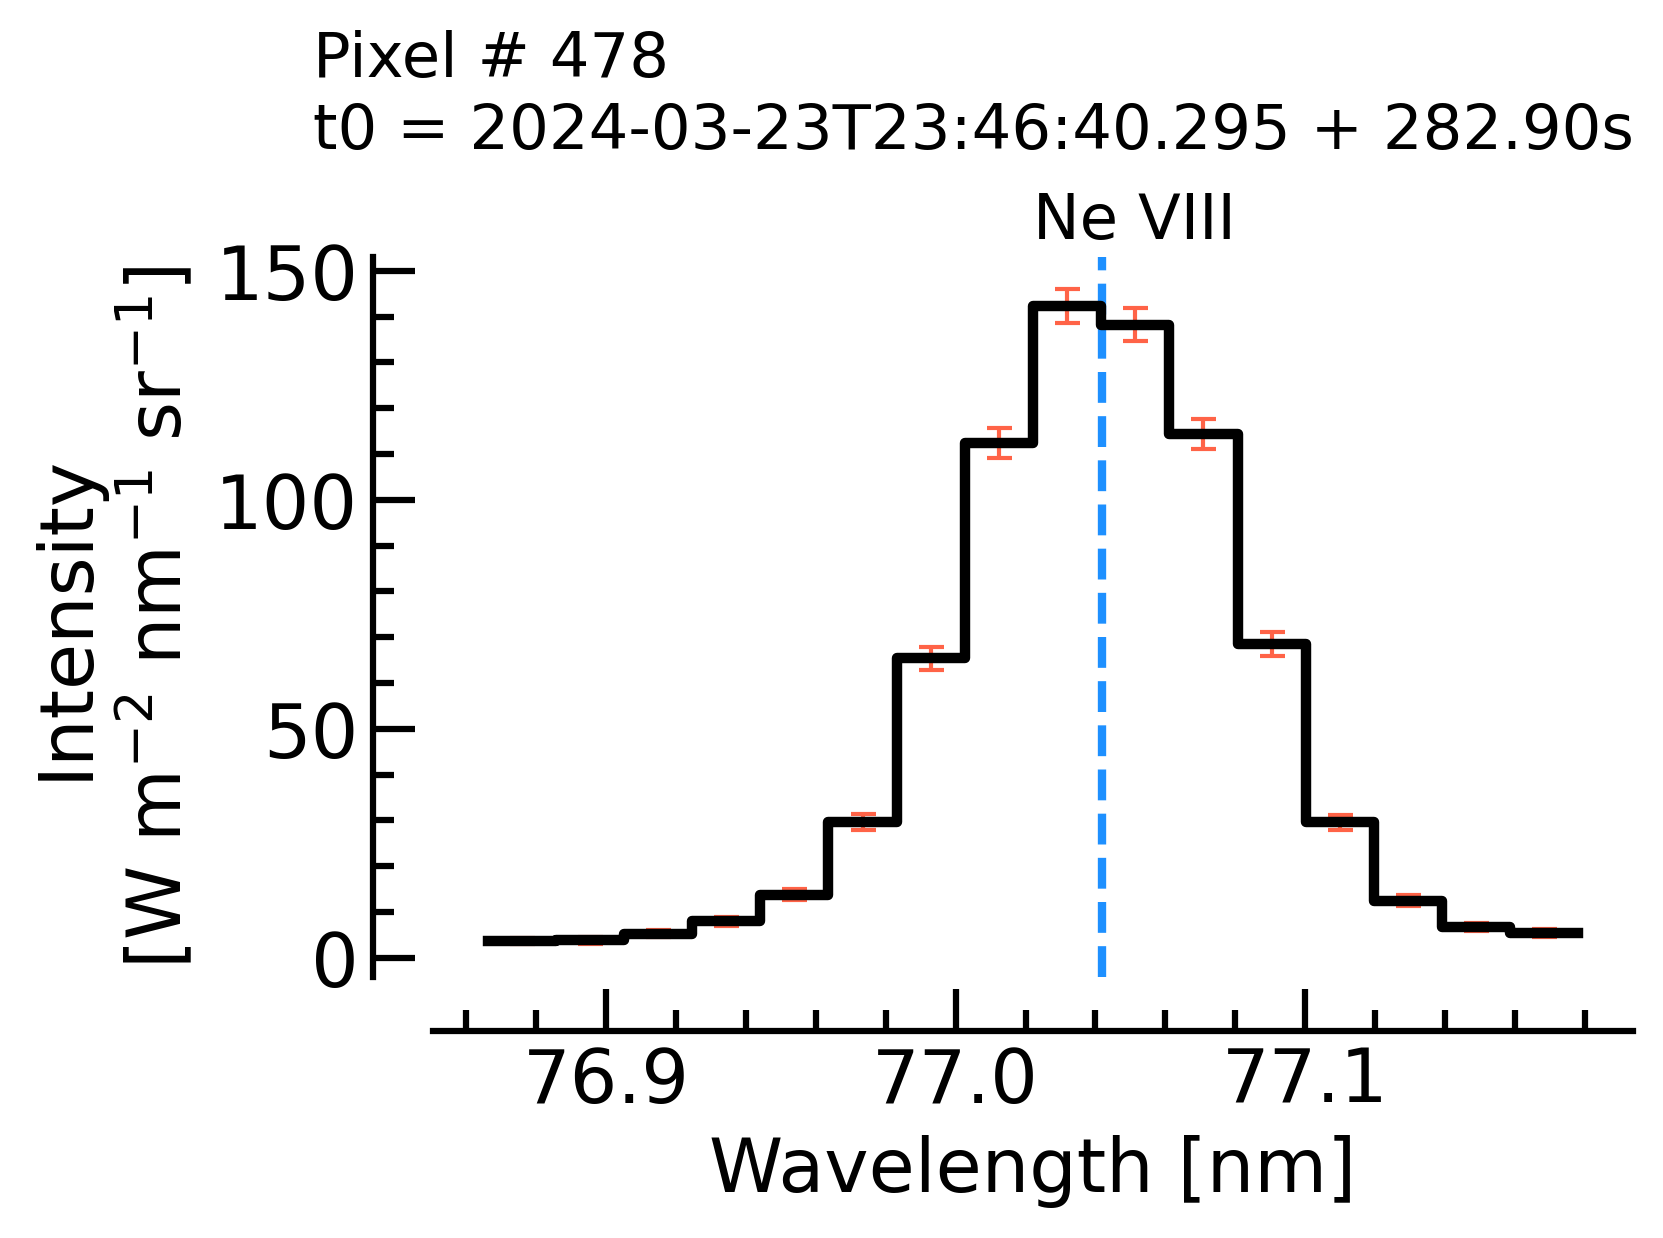 Pixel # 478
t0 = 2024-03-23T23:46:40.295 + 282.90s
Ne VIII
Intensity
[W m⁻² nm⁻¹ sr⁻¹]
150
100
50
0
76.9 77.0 77.1
Wavelength [nm]